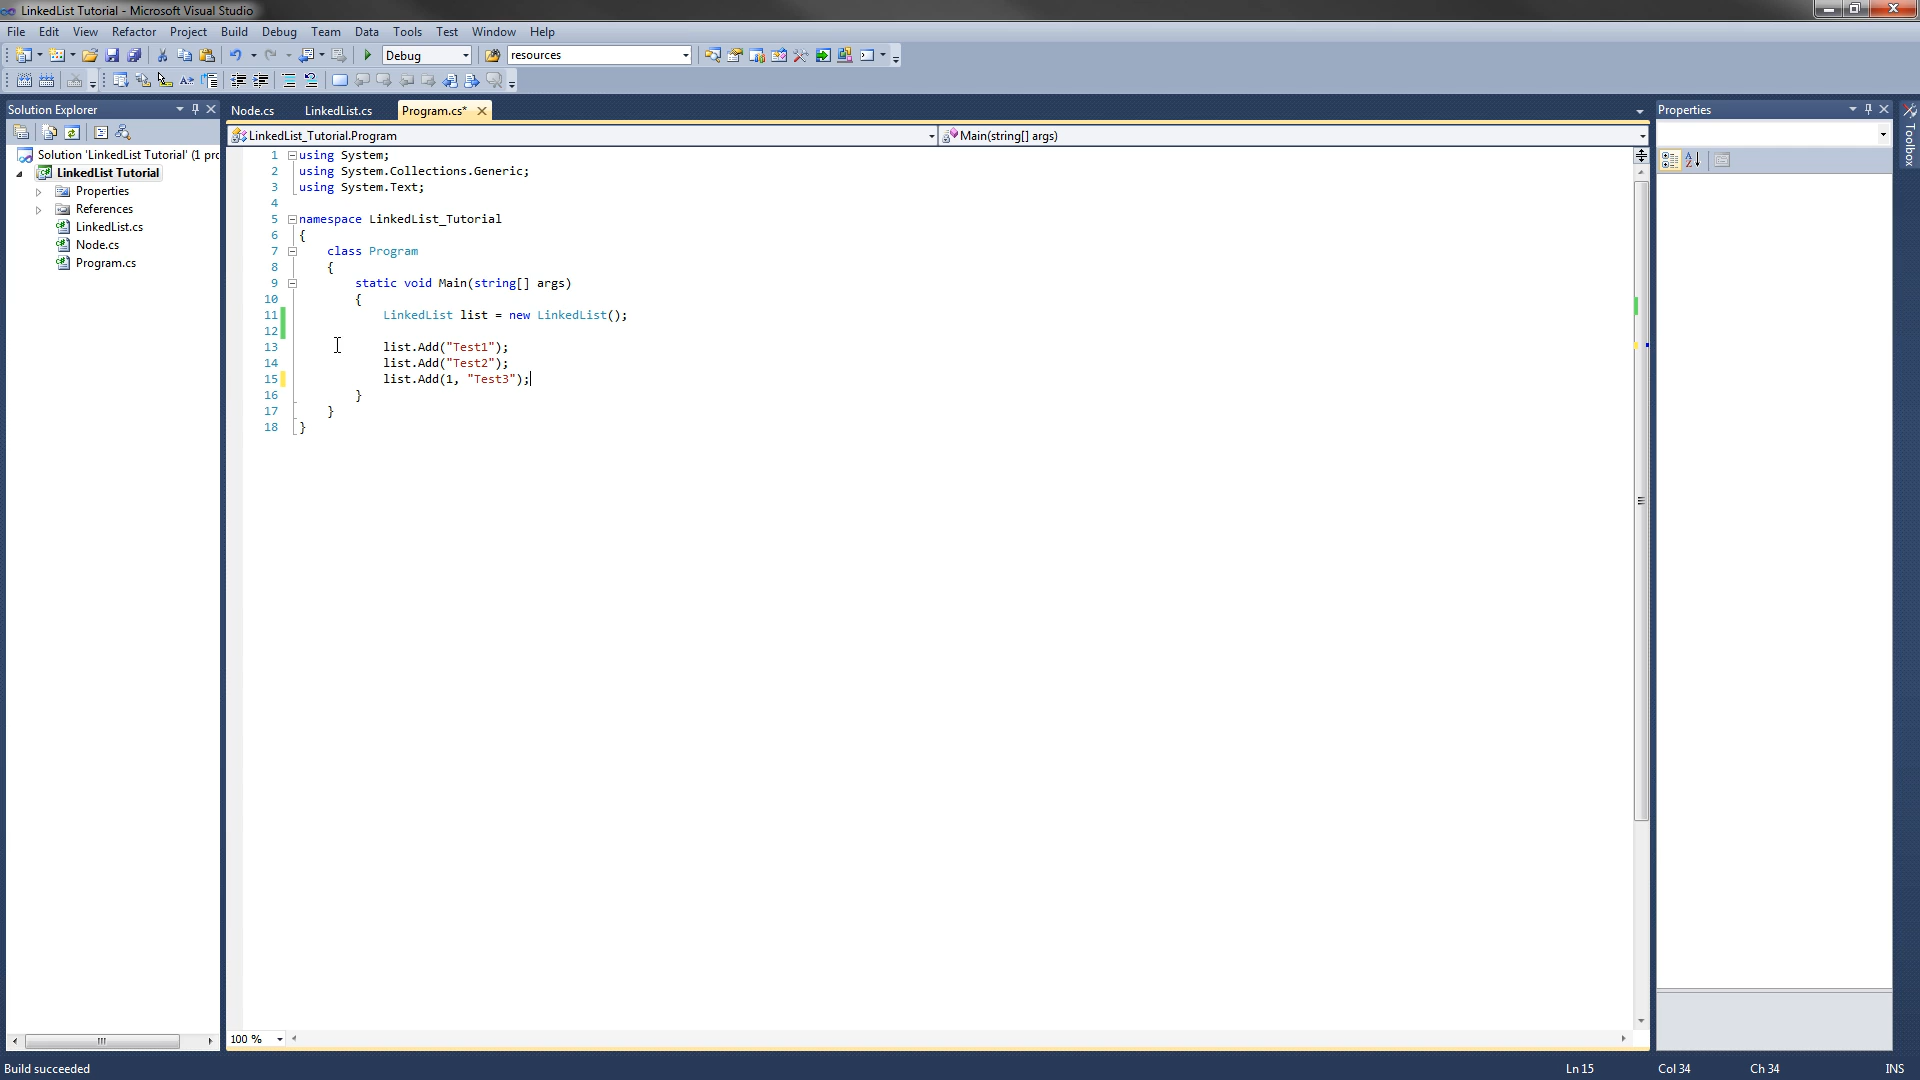 LinkedList Tutorial - Microsoft Visual Studio
File Edit View Refactor Project Build Debug Team Data Tools Test Window Help
Debug resources
Solution Explorer
Node.cs LinkedList.cs Program.cs*
Properties
Toolbox
LinkedList_Tutorial.Program Main(string[] args)
Solution 'LinkedList Tutorial' (1 pro
LinkedList Tutorial
Properties
References
LinkedList.cs
Node.cs
Program.cs
1 using System;
2 using System.Collections.Generic;
3 using System.Text;
4
5 namespace LinkedList_Tutorial
6 {
7 class Program
8 {
9 static void Main(string[] args)
10 {
11 LinkedList list = new LinkedList();
12
13 list.Add("Test1");
14 list.Add("Test2");
15 list.Add(1, "Test3");
16 }
17 }
18 }
100 %
Build succeeded Ln 15 Col 34 Ch 34 INS